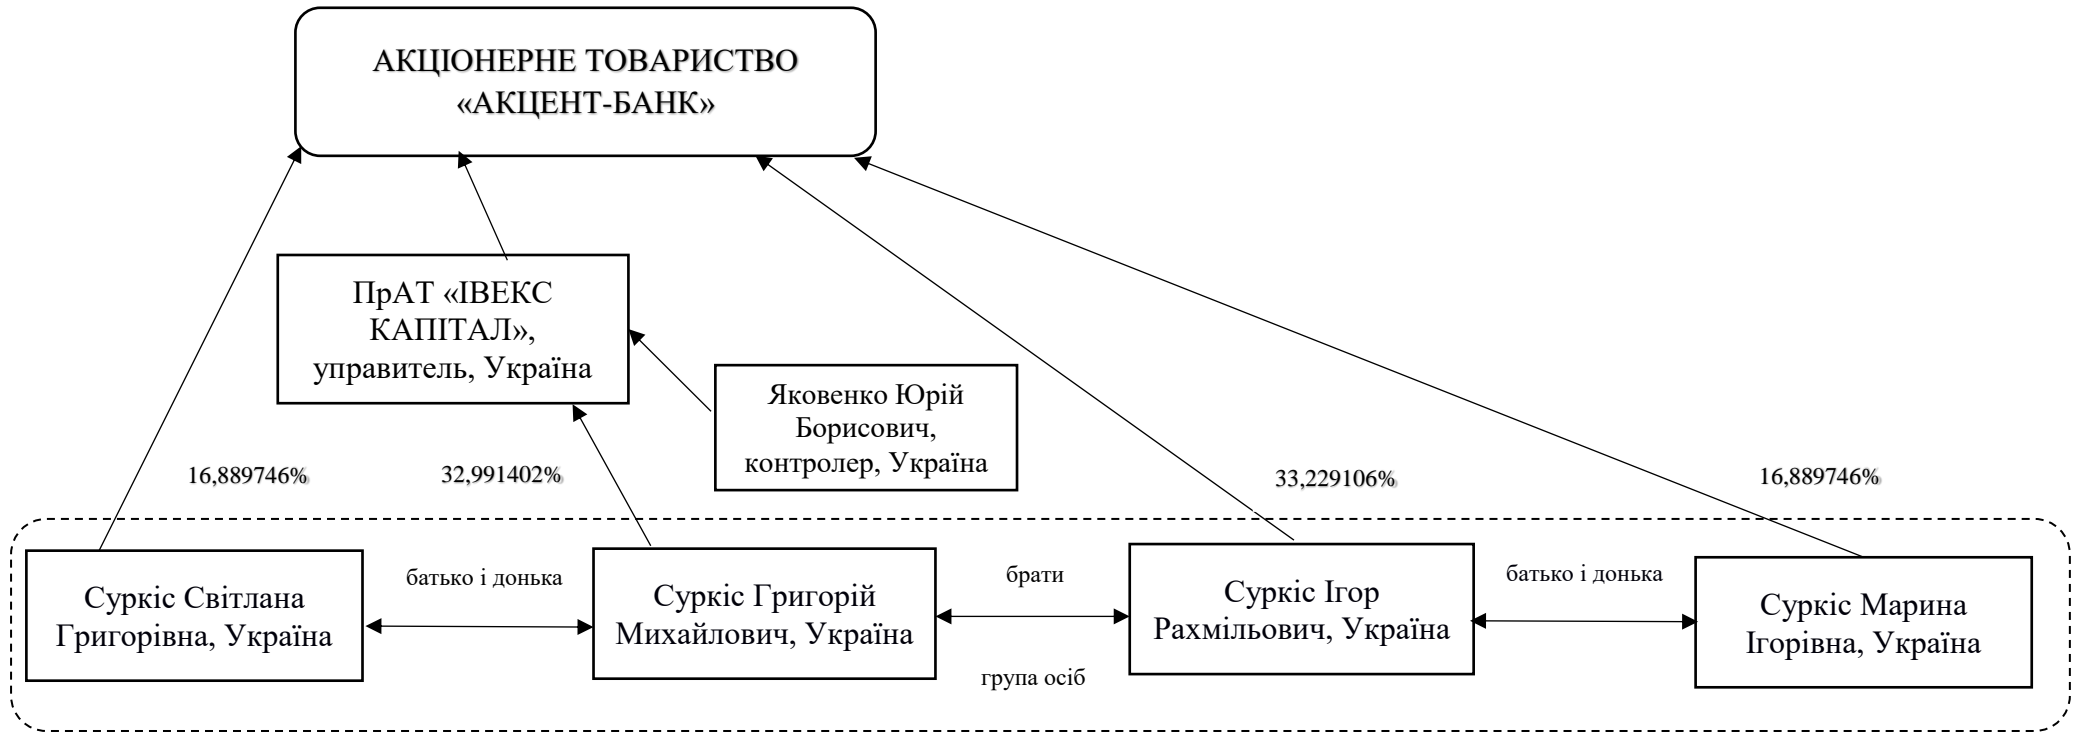 АКЦІОНЕРНЕ ТОВАРИСТВО
«АКЦЕНТ-БАНК»
ПрАТ «ІВЕКС
КАПІТАЛ»,
управитель, Україна
Яковенко Юрій
Борисович,
контролер, Україна
16,889746%
32,991402%
33,229106%
16,889746%
Суркіс Світлана
Григорівна, Україна
батько і донька
Суркіс Григорій
Михайлович, Україна
брати
група осіб
Суркіс Ігор
Рахмільович, Україна
батько і донька
Суркіс Марина
Ігорівна, Україна